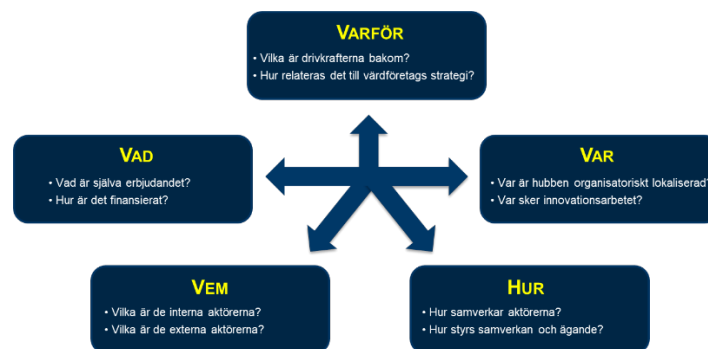 VARFÖR
• Vilka är drivkrafterna bakom?
• Hur relateras det till värdföretags strategi?
VAD
• Vad är själva erbjudandet?
• Hur är det finansierat?
VAR
• Var är hubben organisatoriskt lokaliserad?
• Var sker innovationsarbetet?
VEM
• Vilka är de interna aktörerna?
• Vilka är de externa aktörerna?
HUR
• Hur samverkar aktörerna?
• Hur styrs samverkan och ägande?